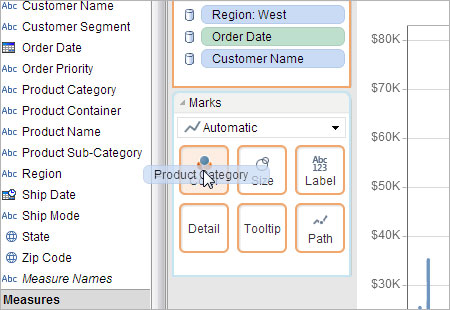 Abc Customer Name
Abc Customer Segment
Order Date
Abc Order Priority
Abc Product Category
Abc Product Container
Abc Product Name
Abc Product Sub-Category
Abc Region
Ship Date
Abc Ship Mode
State
Zip Code
Abc Measure Names
Measures
Region: West
Order Date
Customer Name
Marks
Automatic
Product Category
Size
Abc
123
Label
Detail
Tooltip
Path
$80K
$70K
$60K
$50K
$40K
$30K